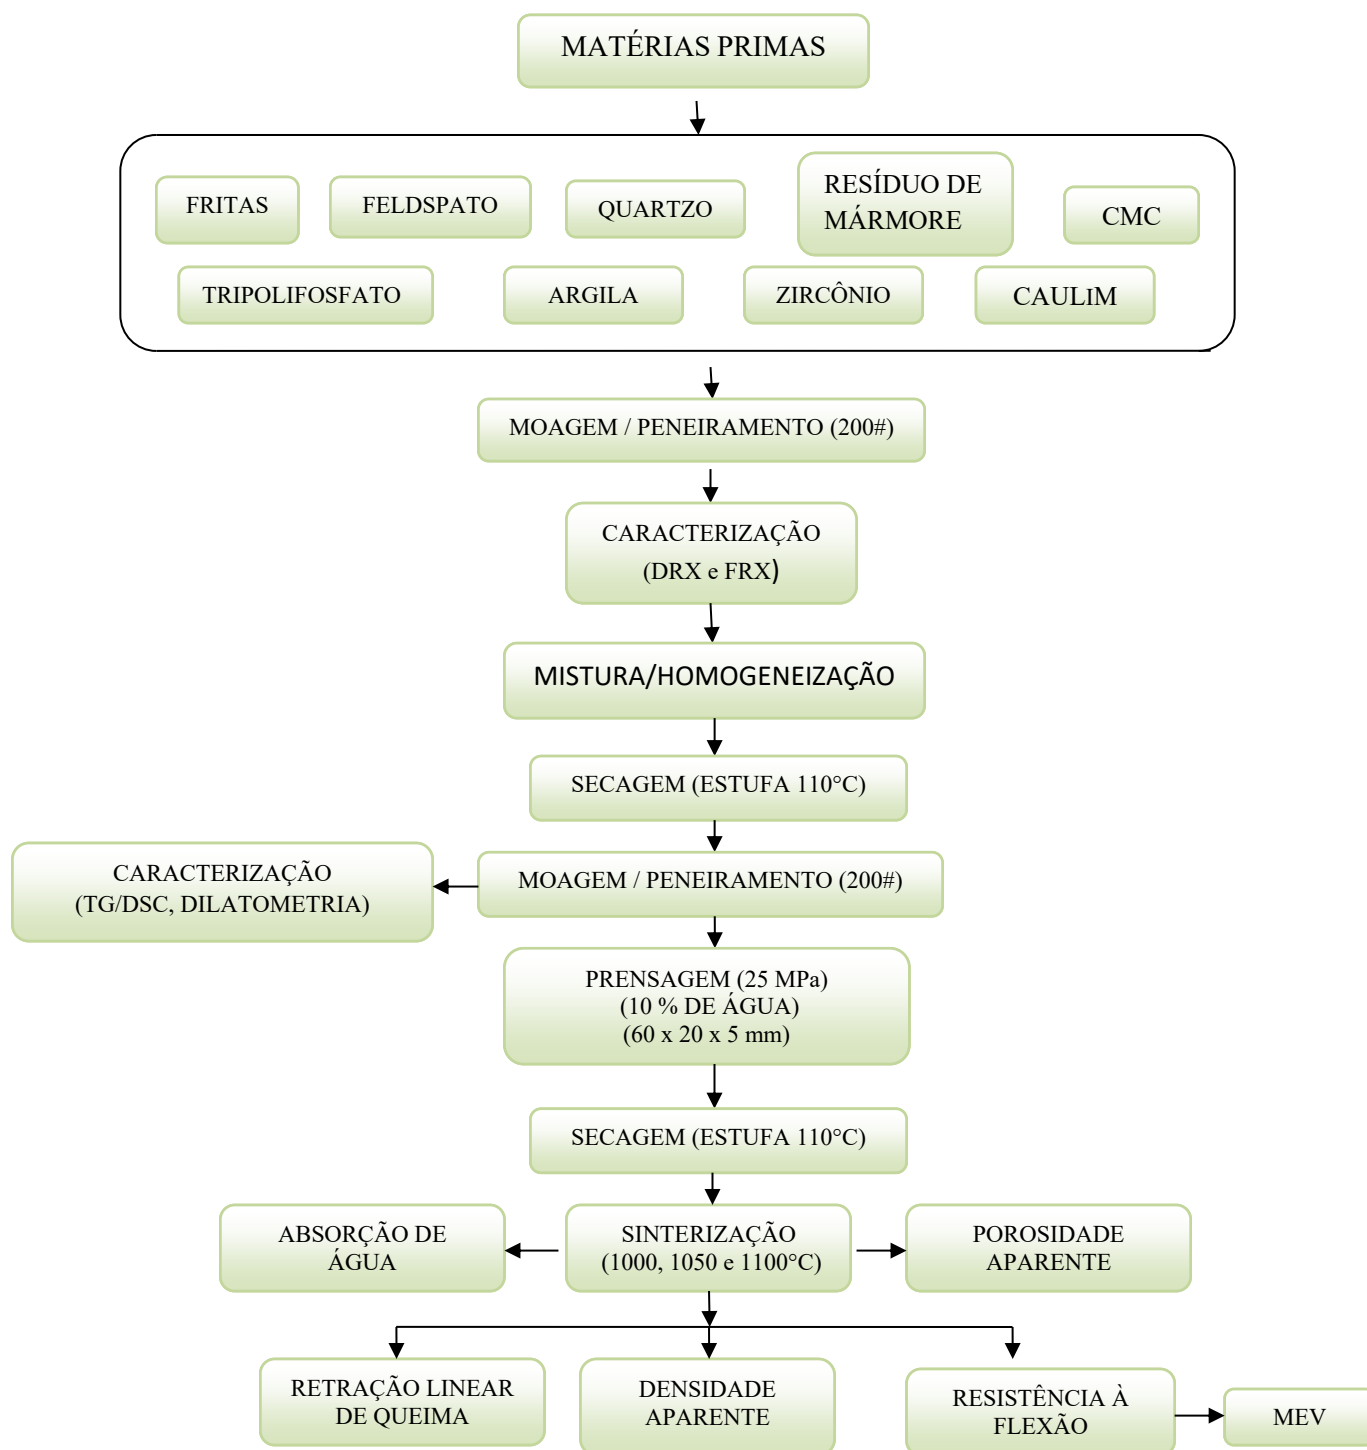 MATÉRIAS PRIMAS
FRITAS
FELDSPATO
QUARTZO
RESÍDUO DE
MÁRMORE
CMC
TRIPOLIFOSFATO
ARGILA
ZIRCÔNIO
CAULIM
MOAGEM / PENEIRAMENTO (200#)
CARACTERIZAÇÃO
(DRX e FRX)
MISTURA/HOMOGENEIZAÇÃO
SECAGEM (ESTUFA 110°C)
CARACTERIZAÇÃO
(TG/DSC, DILATOMETRIA)
MOAGEM / PENEIRAMENTO (200#)
PRENSAGEM (25 MPa)
(10 % DE ÁGUA)
(60 x 20 x 5 mm)
SECAGEM (ESTUFA 110°C)
ABSORÇÃO DE
ÁGUA
SINTERIZAÇÃO
(1000, 1050 e 1100°C)
POROSIDADE
APARENTE
RETRAÇÃO LINEAR
DE QUEIMA
DENSIDADE
APARENTE
RESISTÊNCIA À
FLEXÃO
MEV